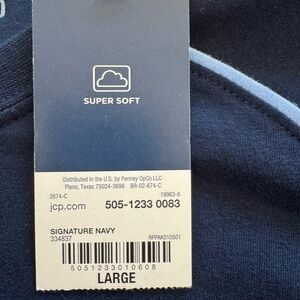 SUPER SOFT
Distributed in the U.S. by Penney OpCo LLC
Plano, Texas 75024-3698 BR-02-674-C
2674-C 19963-8
jcp.com 505-1233 0083
SIGNATURE NAVY
334837 RPPAK010501
5051233010608
LARGE